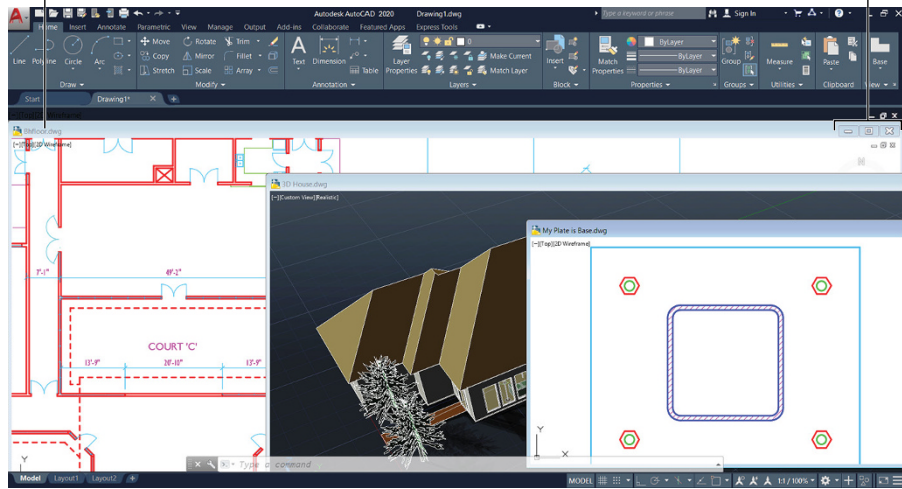 Autodesk AutoCAD 2020 Drawing1.dwg
Type a keyword or phrase
Sign In
Home Insert Annotate Parametric View Manage Output Add-ins Collaborate Featured Apps Express Tools
Line Polyline Circle Arc
Move Rotate Trim
Copy Mirror Fillet
Stretch Scale Array
Text Dimension
Table
Layer Properties
0
Make Current
Match Layer
Insert
Match Properties
ByLayer
ByLayer
ByLayer
Group
Measure
Paste
Base
Draw Modify Annotation Layers Block Properties Groups Utilities Clipboard View
Start Drawing1*
8thfloor.dwg
[−][Top][2D Wireframe]
3D House.dwg
[−][Custom View][Realistic]
My Plate is Base.dwg
[−][Top][2D Wireframe]
7'-1" 49'-2"
COURT 'C'
13'-9" 20'-10" 13'-9"
Y
Y
X
Type a command
Model Layout1 Layout2 +
MODEL
1:1 / 100%